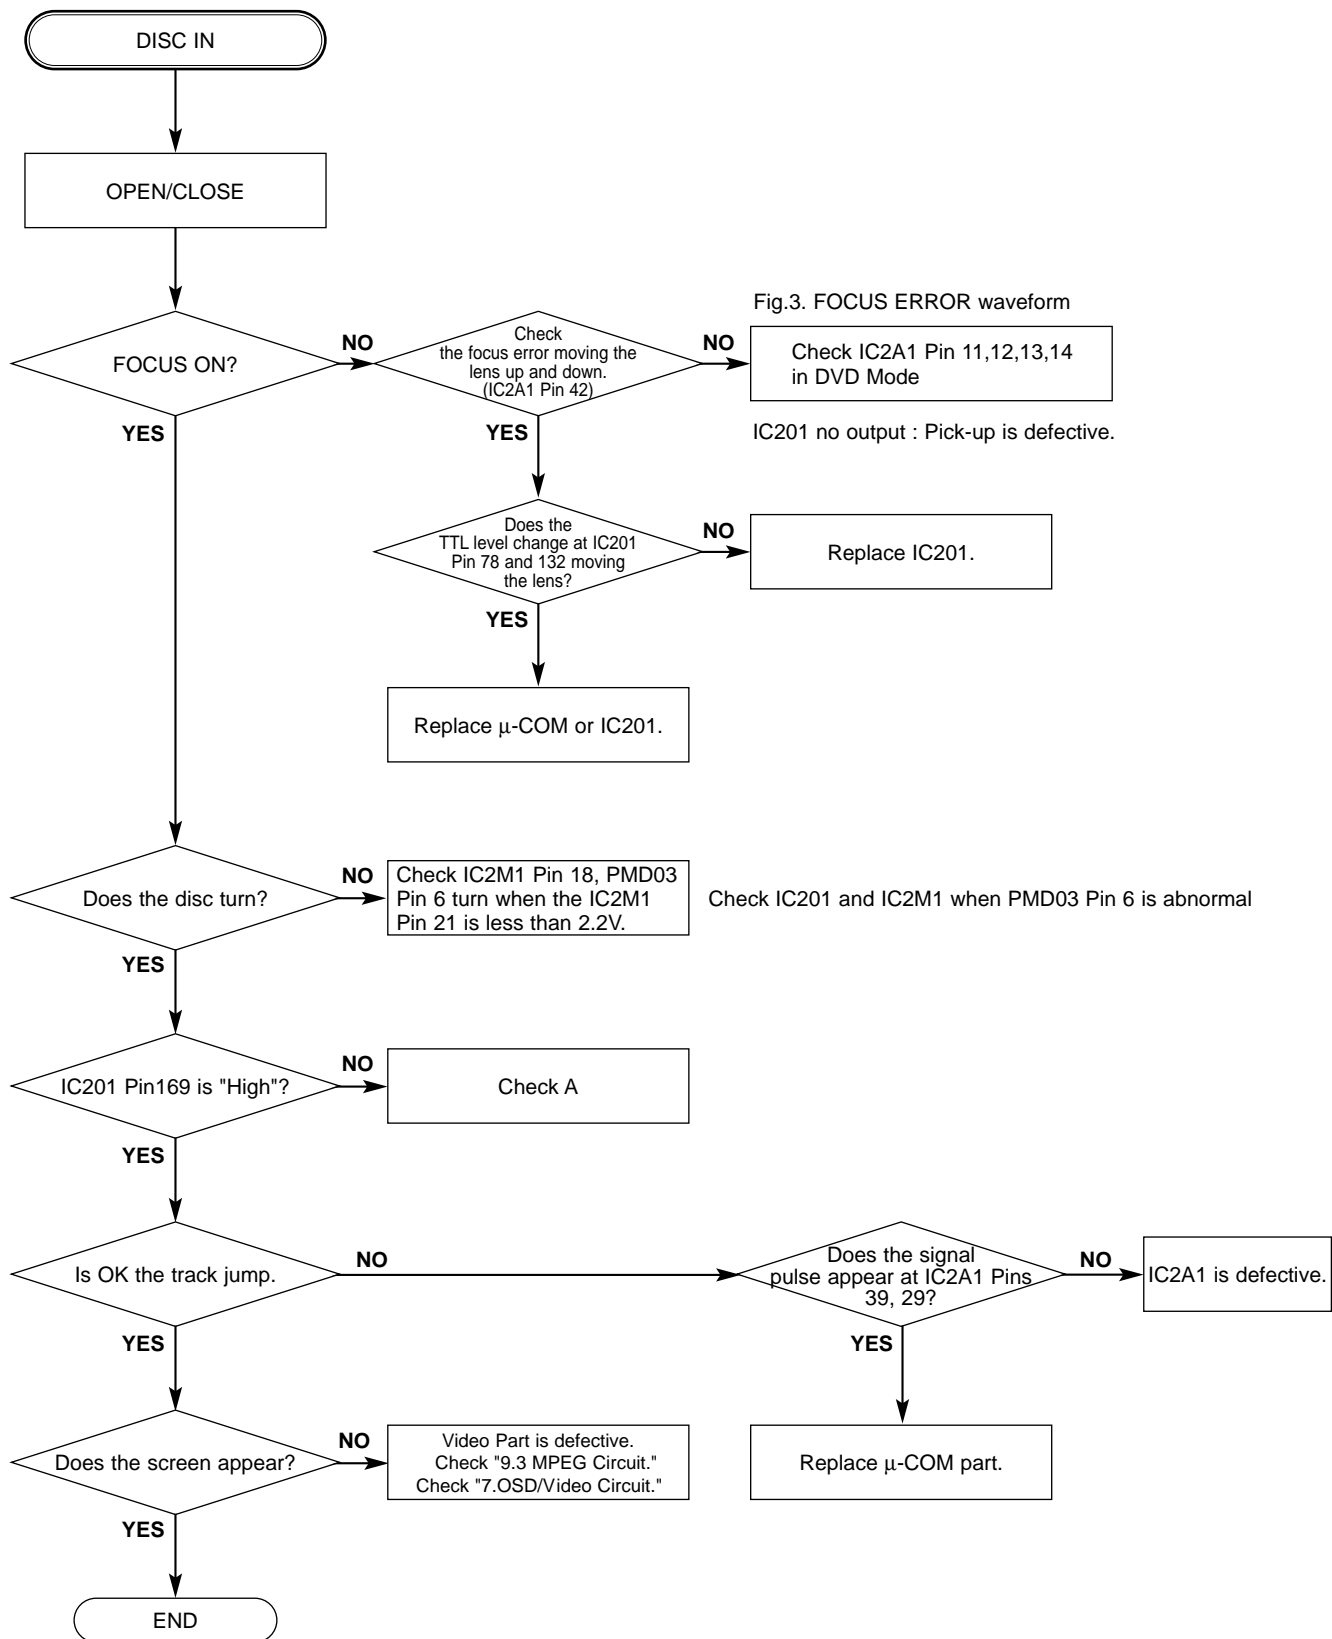 DISC IN
OPEN/CLOSE
FOCUS ON?
NO
YES
Check
the focus error moving the
lens up and down.
(IC2A1 Pin 42)
NO
YES
Fig.3. FOCUS ERROR waveform
Check IC2A1 Pin 11,12,13,14
in DVD Mode
IC201 no output : Pick-up is defective.
Does the
TTL level change at IC201
Pin 78 and 132 moving
the lens?
NO
YES
Replace IC201.
Replace µ-COM or IC201.
Does the disc turn?
NO
YES
Check IC2M1 Pin 18, PMD03
Pin 6 turn when the IC2M1
Pin 21 is less than 2.2V.
Check IC201 and IC2M1 when PMD03 Pin 6 is abnormal
IC201 Pin169 is "High"?
NO
YES
Check A
Is OK the track jump.
NO
YES
Does the signal
pulse appear at IC2A1 Pins
39, 29?
NO
YES
IC2A1 is defective.
Replace µ-COM part.
Does the screen appear?
NO
YES
Video Part is defective.
Check "9.3 MPEG Circuit."
Check "7.OSD/Video Circuit."
END